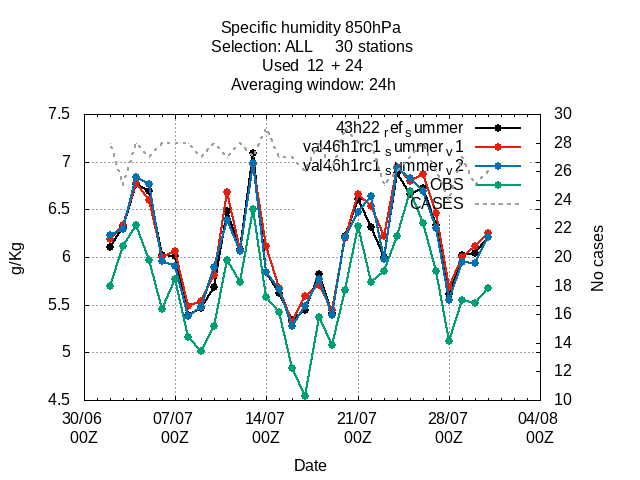 Specific humidity 850hPa
Selection: ALL 30 stations
Used 12 + 24
Averaging window: 24h
7.5
7
6.5
6
5.5
5
4.5
g/Kg
30
28
26
24
22
20
18
16
14
12
10
No cases
43h22refsummer
val46h1rc1summerv1
val46h1rc1summerv2
OBS
CASES
30/06 07/07 14/07 21/07 28/07 04/08
00Z 00Z 00Z 00Z 00Z 00Z
Date